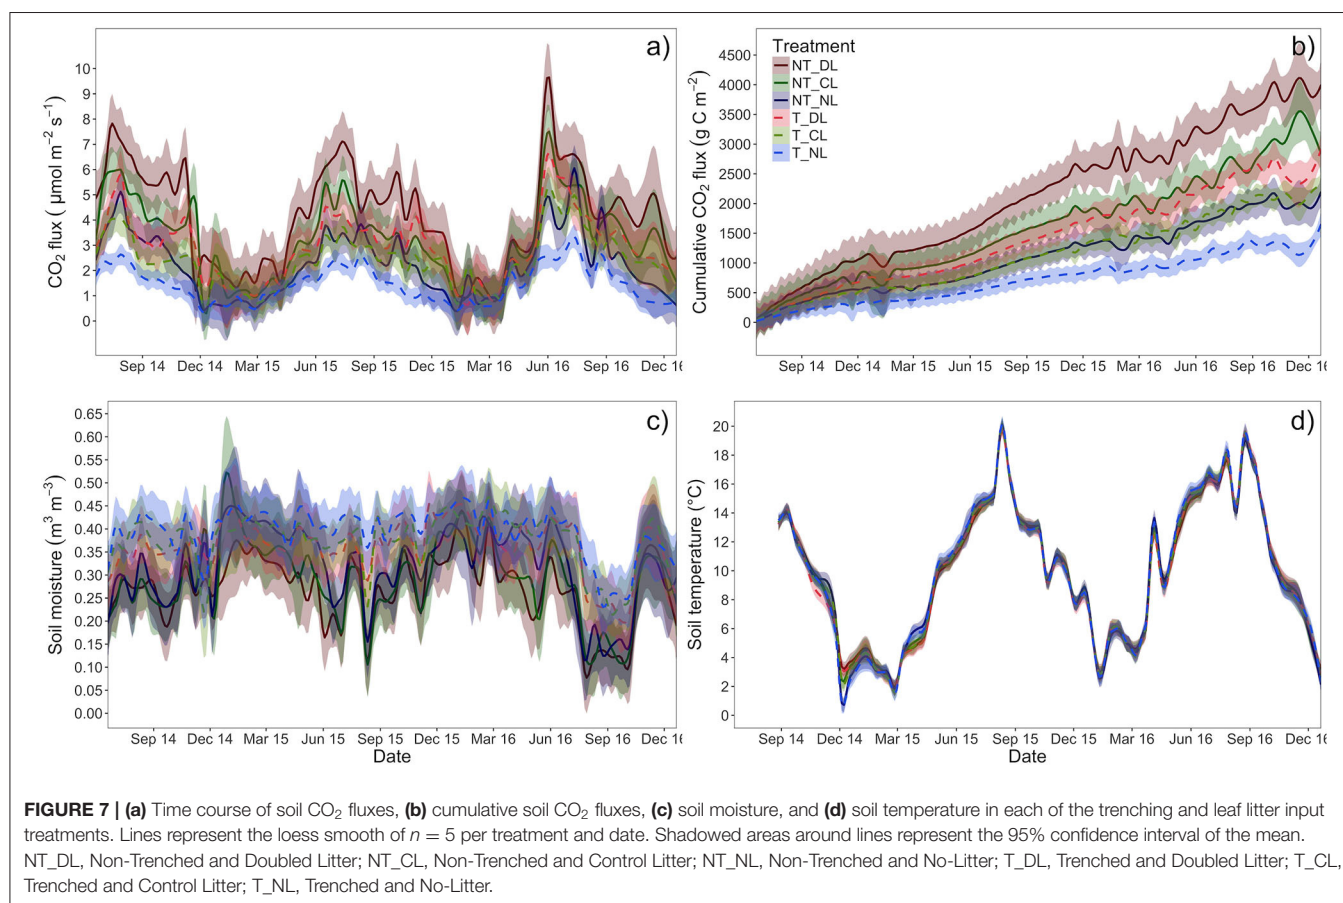 a)
CO₂ flux ( µmol m⁻² s⁻¹)
10
9
8
7
6
5
4
3
2
1
0
Sep 14 Dec 14 Mar 15 Jun 15 Sep 15 Dec 15 Mar 16 Jun 16 Sep 16 Dec 16
b)
Cumulative CO₂ flux (g C m⁻²)
Treatment
NT_DL
NT_CL
NT_NL
T_DL
T_CL
T_NL
4500
4000
3500
3000
2500
2000
1500
1000
500
0
Sep 14 Dec 14 Mar 15 Jun 15 Sep 15 Dec 15 Mar 16 Jun 16 Sep 16 Dec 16
c)
Soil moisture (m³ m⁻³)
0.65
0.60
0.55
0.50
0.45
0.40
0.35
0.30
0.25
0.20
0.15
0.10
0.05
0.00
Sep 14 Dec 14 Mar 15 Jun 15 Sep 15 Dec 15 Mar 16 Jun 16 Sep 16 Dec 1
Date
d)
Soil temperature (°C)
20
18
16
14
12
10
8
6
4
2
0
Sep 14 Dec 14 Mar 15 Jun 15 Sep 15 Dec 15 Mar 16 Jun 16 Sep 16 Dec 16
Date
FIGURE 7 | (a) Time course of soil CO₂ fluxes, (b) cumulative soil CO₂ fluxes, (c) soil moisture, and (d) soil temperature in each of the trenching and leaf litter input
treatments. Lines represent the loess smooth of n = 5 per treatment and date. Shadowed areas around lines represent the 95% confidence interval of the mean.
NT_DL, Non-Trenched and Doubled Litter; NT_CL, Non-Trenched and Control Litter; NT_NL, Non-Trenched and No-Litter; T_DL, Trenched and Doubled Litter; T_CL,
Trenched and Control Litter; T_NL, Trenched and No-Litter.